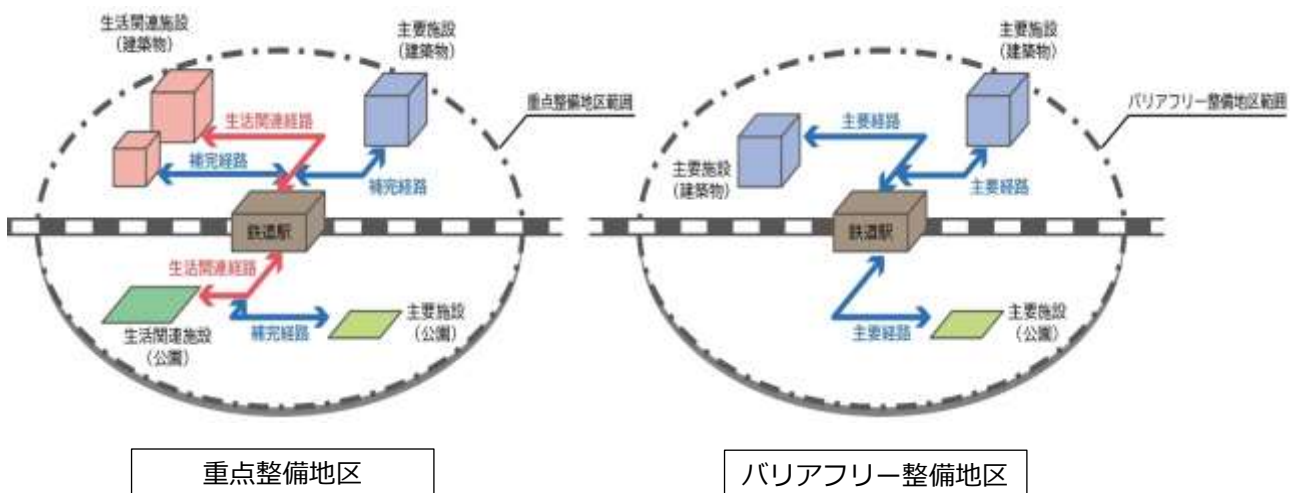 生活関連施設
(建築物)
主要施設
(建築物)
重点整備地区範囲
生活関連経路
補完経路
補完経路
鉄道駅
生活関連経路
生活関連施設
(公園)
補完経路
主要施設
(公園)
重点整備地区
主要施設
(建築物)
バリアフリー整備地区範囲
主要経路
主要施設
(建築物)
主要経路
鉄道駅
主要経路
主要施設
(公園)
バリアフリー整備地区